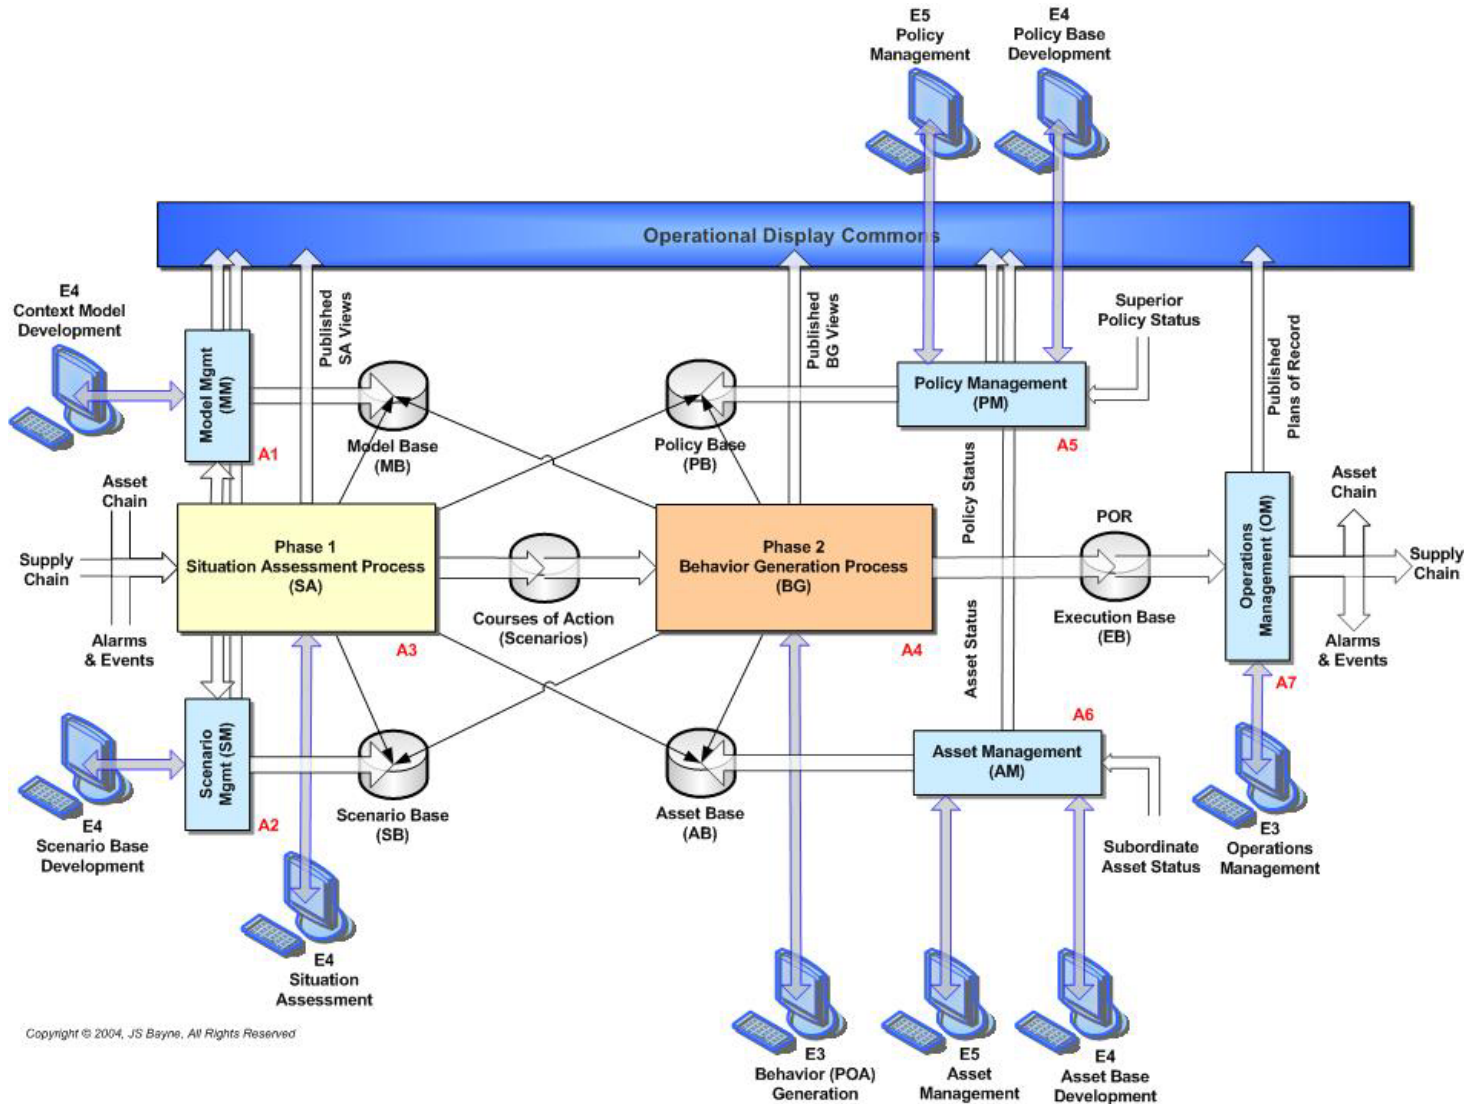 E5
Policy
Management
E4
Policy Base
Development
Operational Display Commons
E4
Context Model
Development
Published
SA Views
Published
BG Views
Superior
Policy Status
Published
Plans of Record
Model Mgmt
(MM)
A1
Model Base
(MB)
Policy Base
(PB)
Policy Management
(PM)
A5
Policy Status
Asset
Chain
Supply
Chain
Alarms
& Events
Phase 1
Situation Assessment Process
(SA)
A3
Courses of Action
(Scenarios)
Phase 2
Behavior Generation Process
(BG)
A4
POR
Execution Base
(EB)
Operations
Management (OM)
A7
Asset
Chain
Supply
Chain
Alarms
& Events
Asset Status
Scenario
Mgmt (SM)
A2
Scenario Base
(SB)
Asset Base
(AB)
A6
Asset Management
(AM)
Subordinate
Asset Status
E4
Scenario Base
Development
E3
Operations
Management
E4
Situation
Assessment
E3
Behavior (POA)
Generation
E5
Asset
Management
E4
Asset Base
Development
Copyright © 2004, JS Bayne, All Rights Reserved